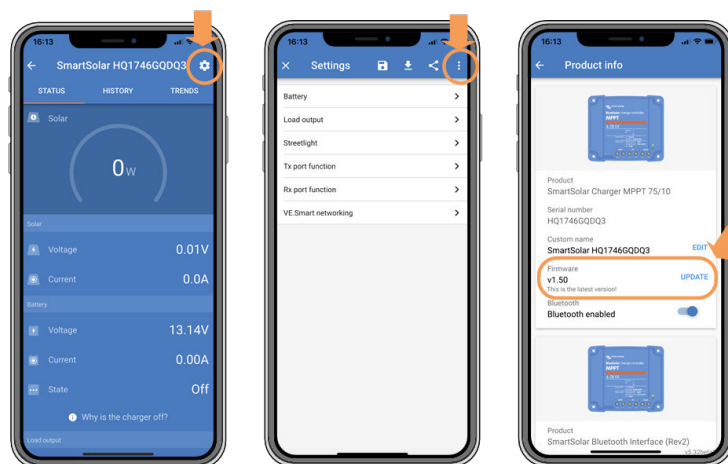 16:13
SmartSolar HQ1746GQDQ3
STATUS HISTORY TRENDS
Solar
0W
Solar
Voltage 0.01V
Current 0.0A
Battery
Voltage 13.14V
Current 0.00A
State Off
Why is the charger off?
Load output
16:13
Settings
Battery
Load output
Streetlight
Tx port function
Rx port function
VE.Smart networking
16:13
Product info
MPPT
Product
SmartSolar Charger MPPT 75/10
Serial number
HQ1746GQDQ3
Custom name
SmartSolar HQ1746GQDQ3 EDIT
Firmware
v1.50 UPDATE
This is the latest version!
Bluetooth
Bluetooth enabled
MPPT
Product
SmartSolar Bluetooth Interface (Rev2)